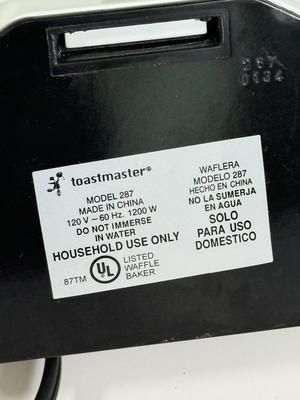 287
0134
toastmaster®
MODEL 287
MADE IN CHINA
120 V ~ 60 Hz. 1200 W
DO NOT IMMERSE
IN WATER
HOUSEHOLD USE ONLY
87TM
UL
®
LISTED
WAFFLE
BAKER
WAFLERA
MODELO 287
HECHO EN CHINA
NO LA SUMERJA
EN AGUA
SOLO
PARA USO
DOMESTICO